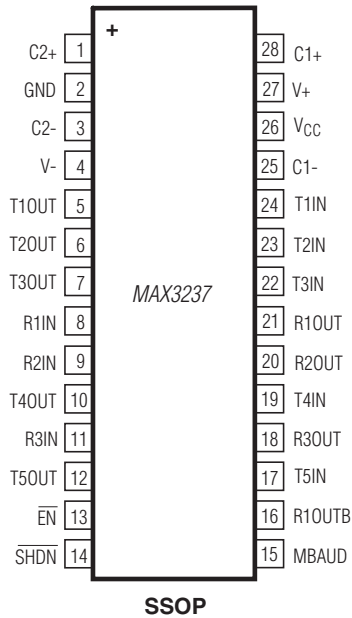 +
C2+ 1 28 C1+
GND 2 27 V+
C2- 3 26 VCC
V- 4 25 C1-
T1OUT 5 24 T1IN
T2OUT 6 23 T2IN
T3OUT 7 22 T3IN
MAX3237
R1IN 8 21 R1OUT
R2IN 9 20 R2OUT
T4OUT 10 19 T4IN
R3IN 11 18 R3OUT
T5OUT 12 17 T5IN
EN 13 16 R1OUTB
SHDN 14 15 MBAUD
SSOP